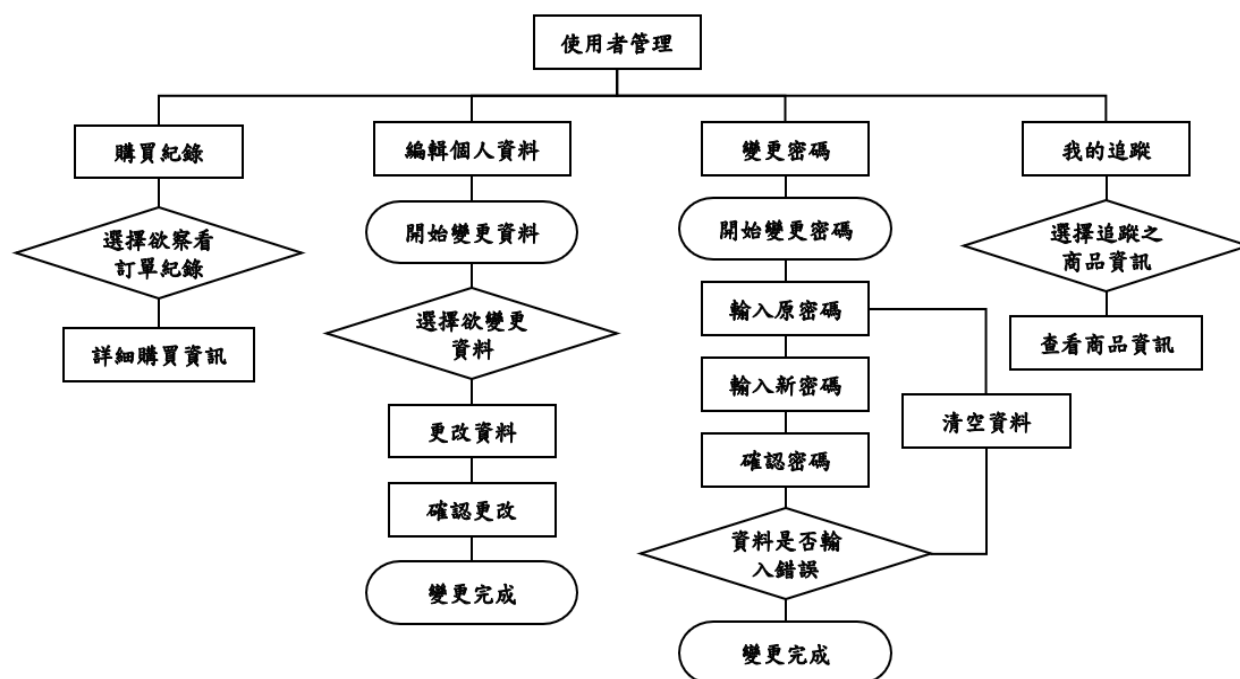 使用者管理
購買紀錄
選擇欲察看
訂單紀錄
詳細購買資訊
編輯個人資料
開始變更資料
選擇欲變更
資料
更改資料
確認更改
變更完成
變更密碼
開始變更密碼
輸入原密碼
輸入新密碼
確認密碼
資料是否輸
入錯誤
變更完成
清空資料
我的追蹤
選擇追蹤之
商品資訊
查看商品資訊